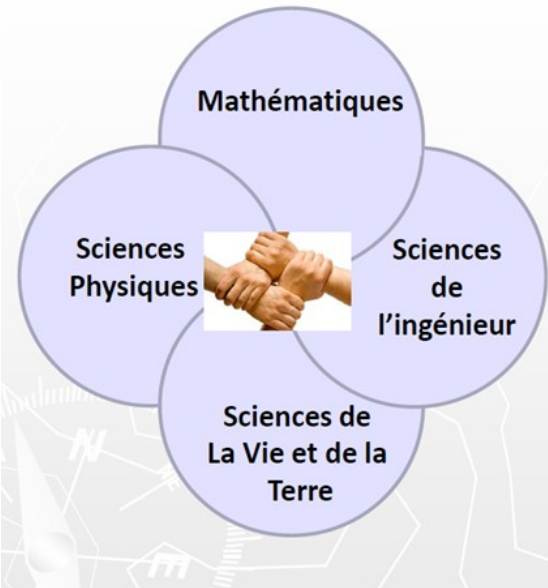 Mathématiques
Sciences
Physiques
Sciences
de
l'ingénieur
Sciences de
La Vie et de la
Terre
N
E